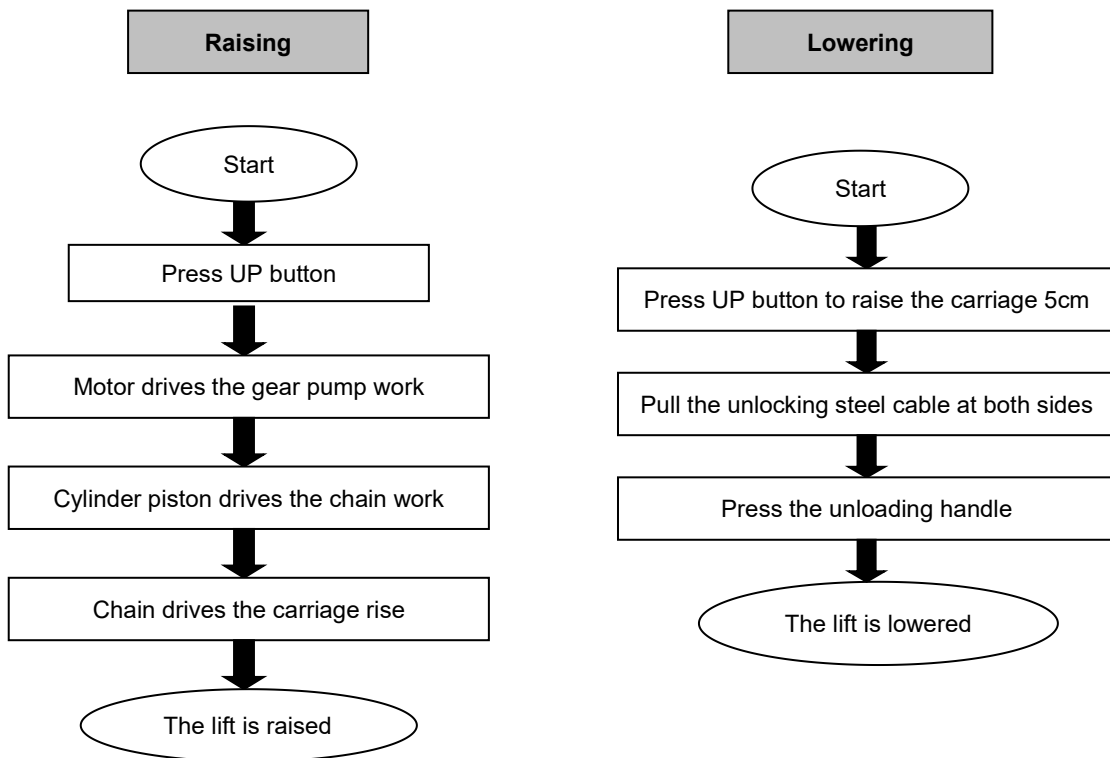 Raising
Start
Press UP button
Motor drives the gear pump work
Cylinder piston drives the chain work
Chain drives the carriage rise
The lift is raised
Lowering
Start
Press UP button to raise the carriage 5cm
Pull the unlocking steel cable at both sides
Press the unloading handle
The lift is lowered